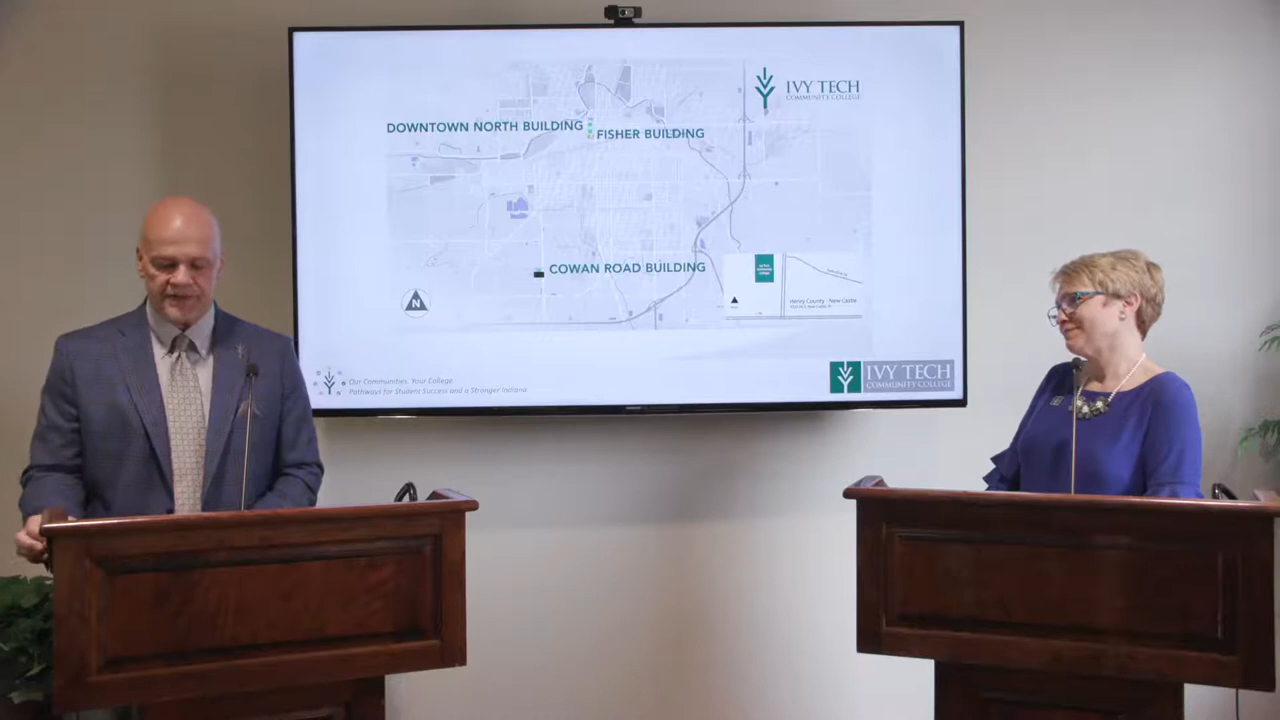 IVY TECH
COMMUNITY COLLEGE
DOWNTOWN NORTH BUILDING
FISHER BUILDING
COWAN ROAD BUILDING
N
Henry County - New Castle
Our Communities. Your College
Pathways for Student Success and a Stronger Indiana
IVY TECH
COMMUNITY COLLEGE